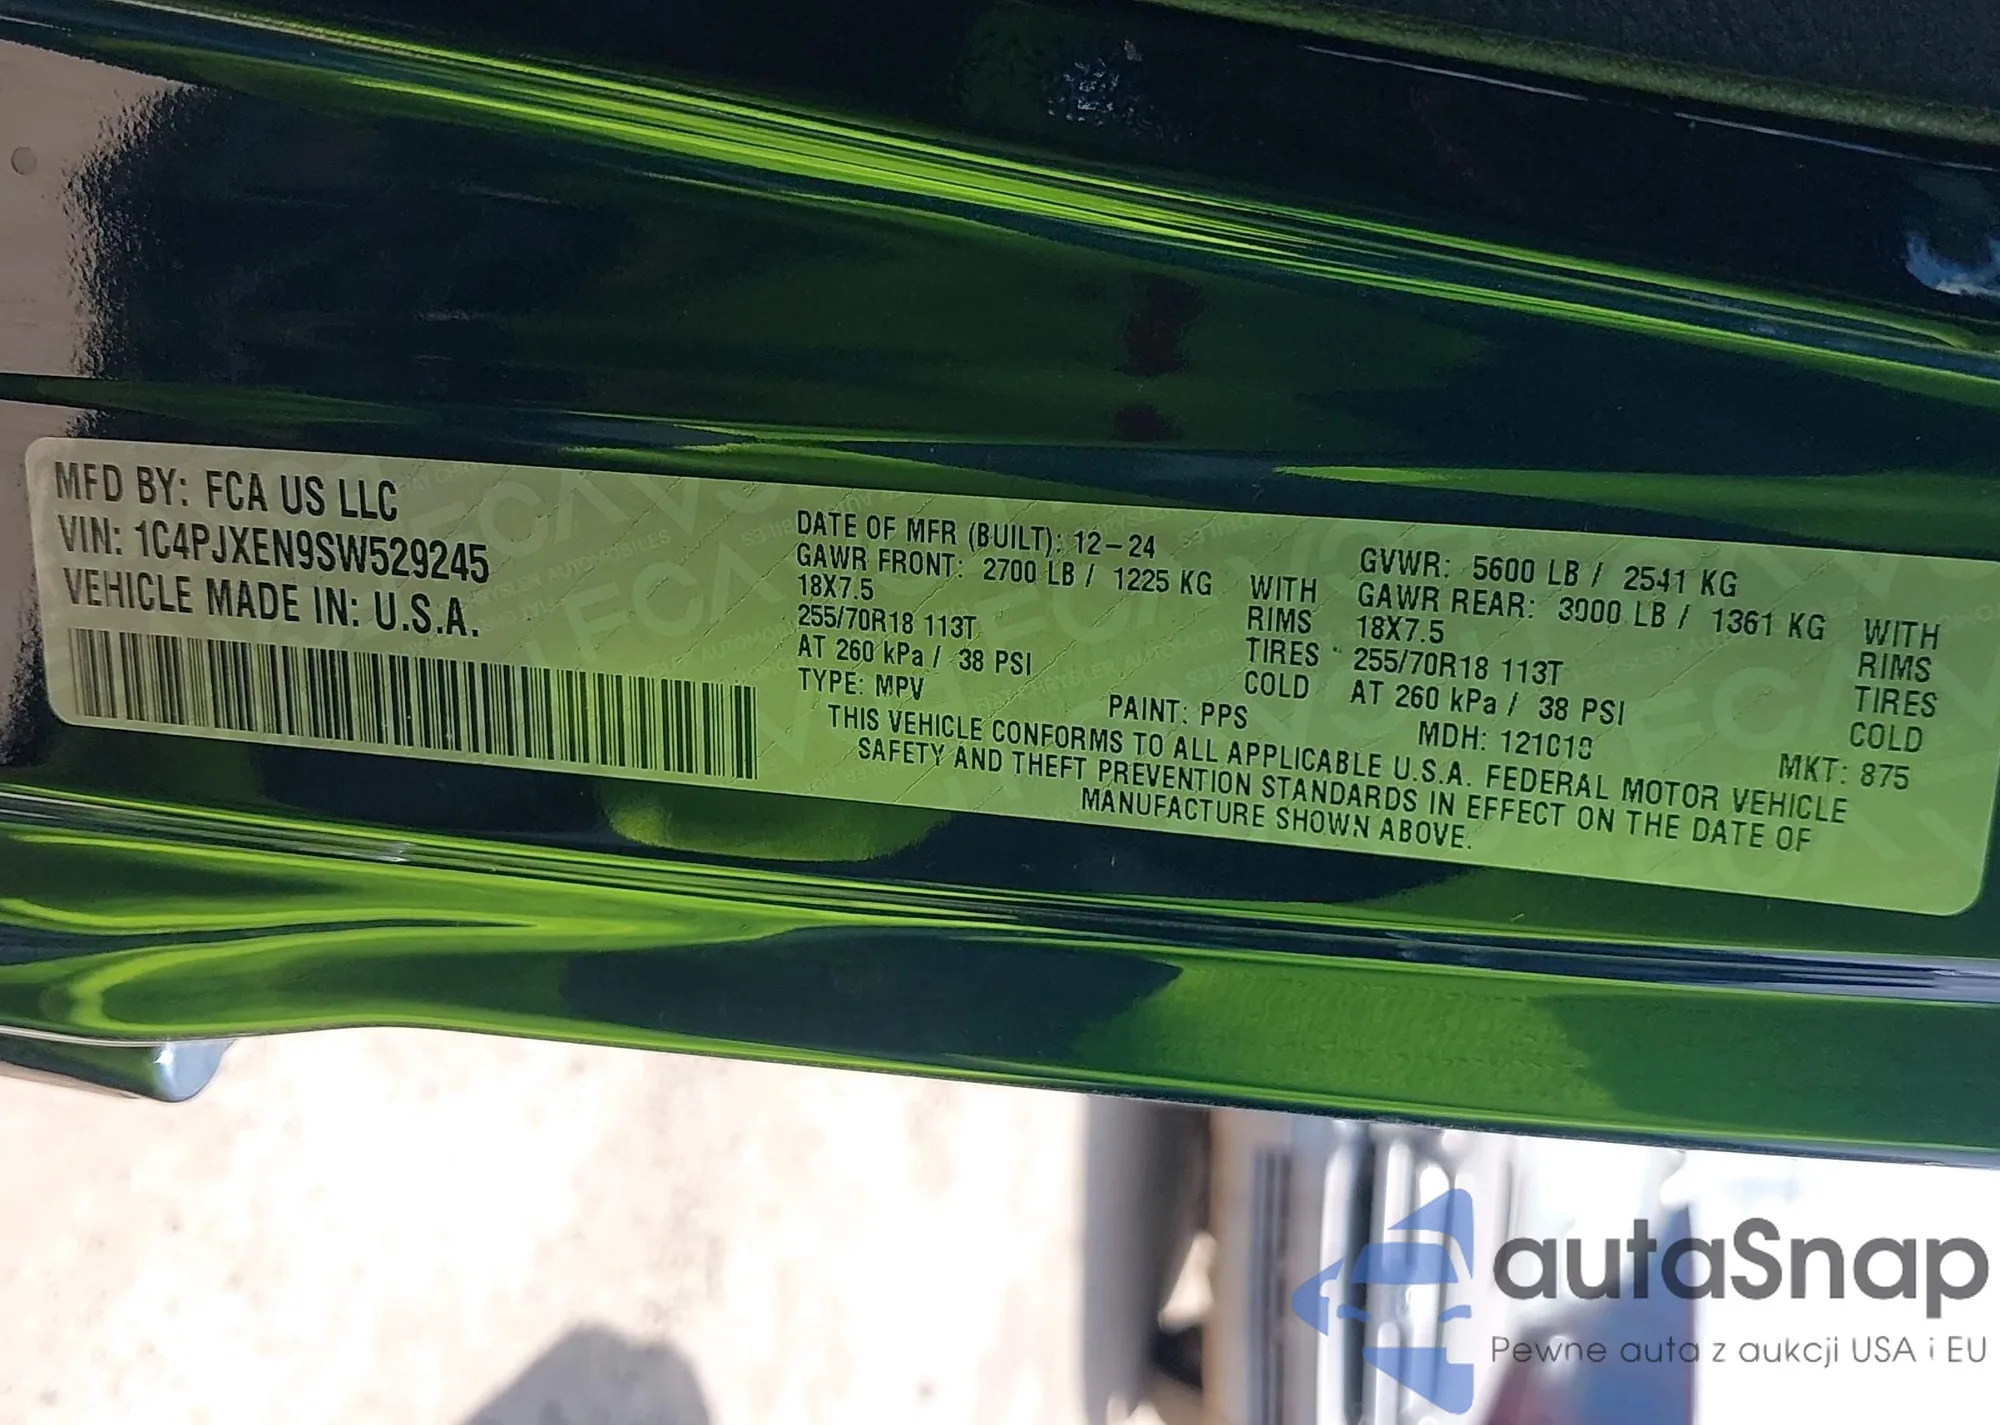 MFD BY: FCA US LLC
VIN: 1C4PJXEN9SW529245
VEHICLE MADE IN: U.S.A.
DATE OF MFR (BUILT): 12-24
GAWR FRONT: 2700 LB / 1225 KG WITH
18X7.5 RIMS
255/70R18 113T TIRES
AT 260 kPa / 38 PSI COLD
TYPE: MPV
GVWR: 5600 LB / 2541 KG
GAWR REAR: 3000 LB / 1361 KG WITH
18X7.5 RIMS
255/70R18 113T TIRES
AT 260 kPa / 38 PSI COLD
PAINT: PPS MDH: MKT: 875
THIS VEHICLE CONFORMS TO ALL APPLICABLE U.S.A. FEDERAL MOTOR VEHICLE
SAFETY AND THEFT PREVENTION STANDARDS IN EFFECT ON THE DATE OF
MANUFACTURE SHOWN ABOVE.
autaSnap
Pewne auta z aukcji USA i EU